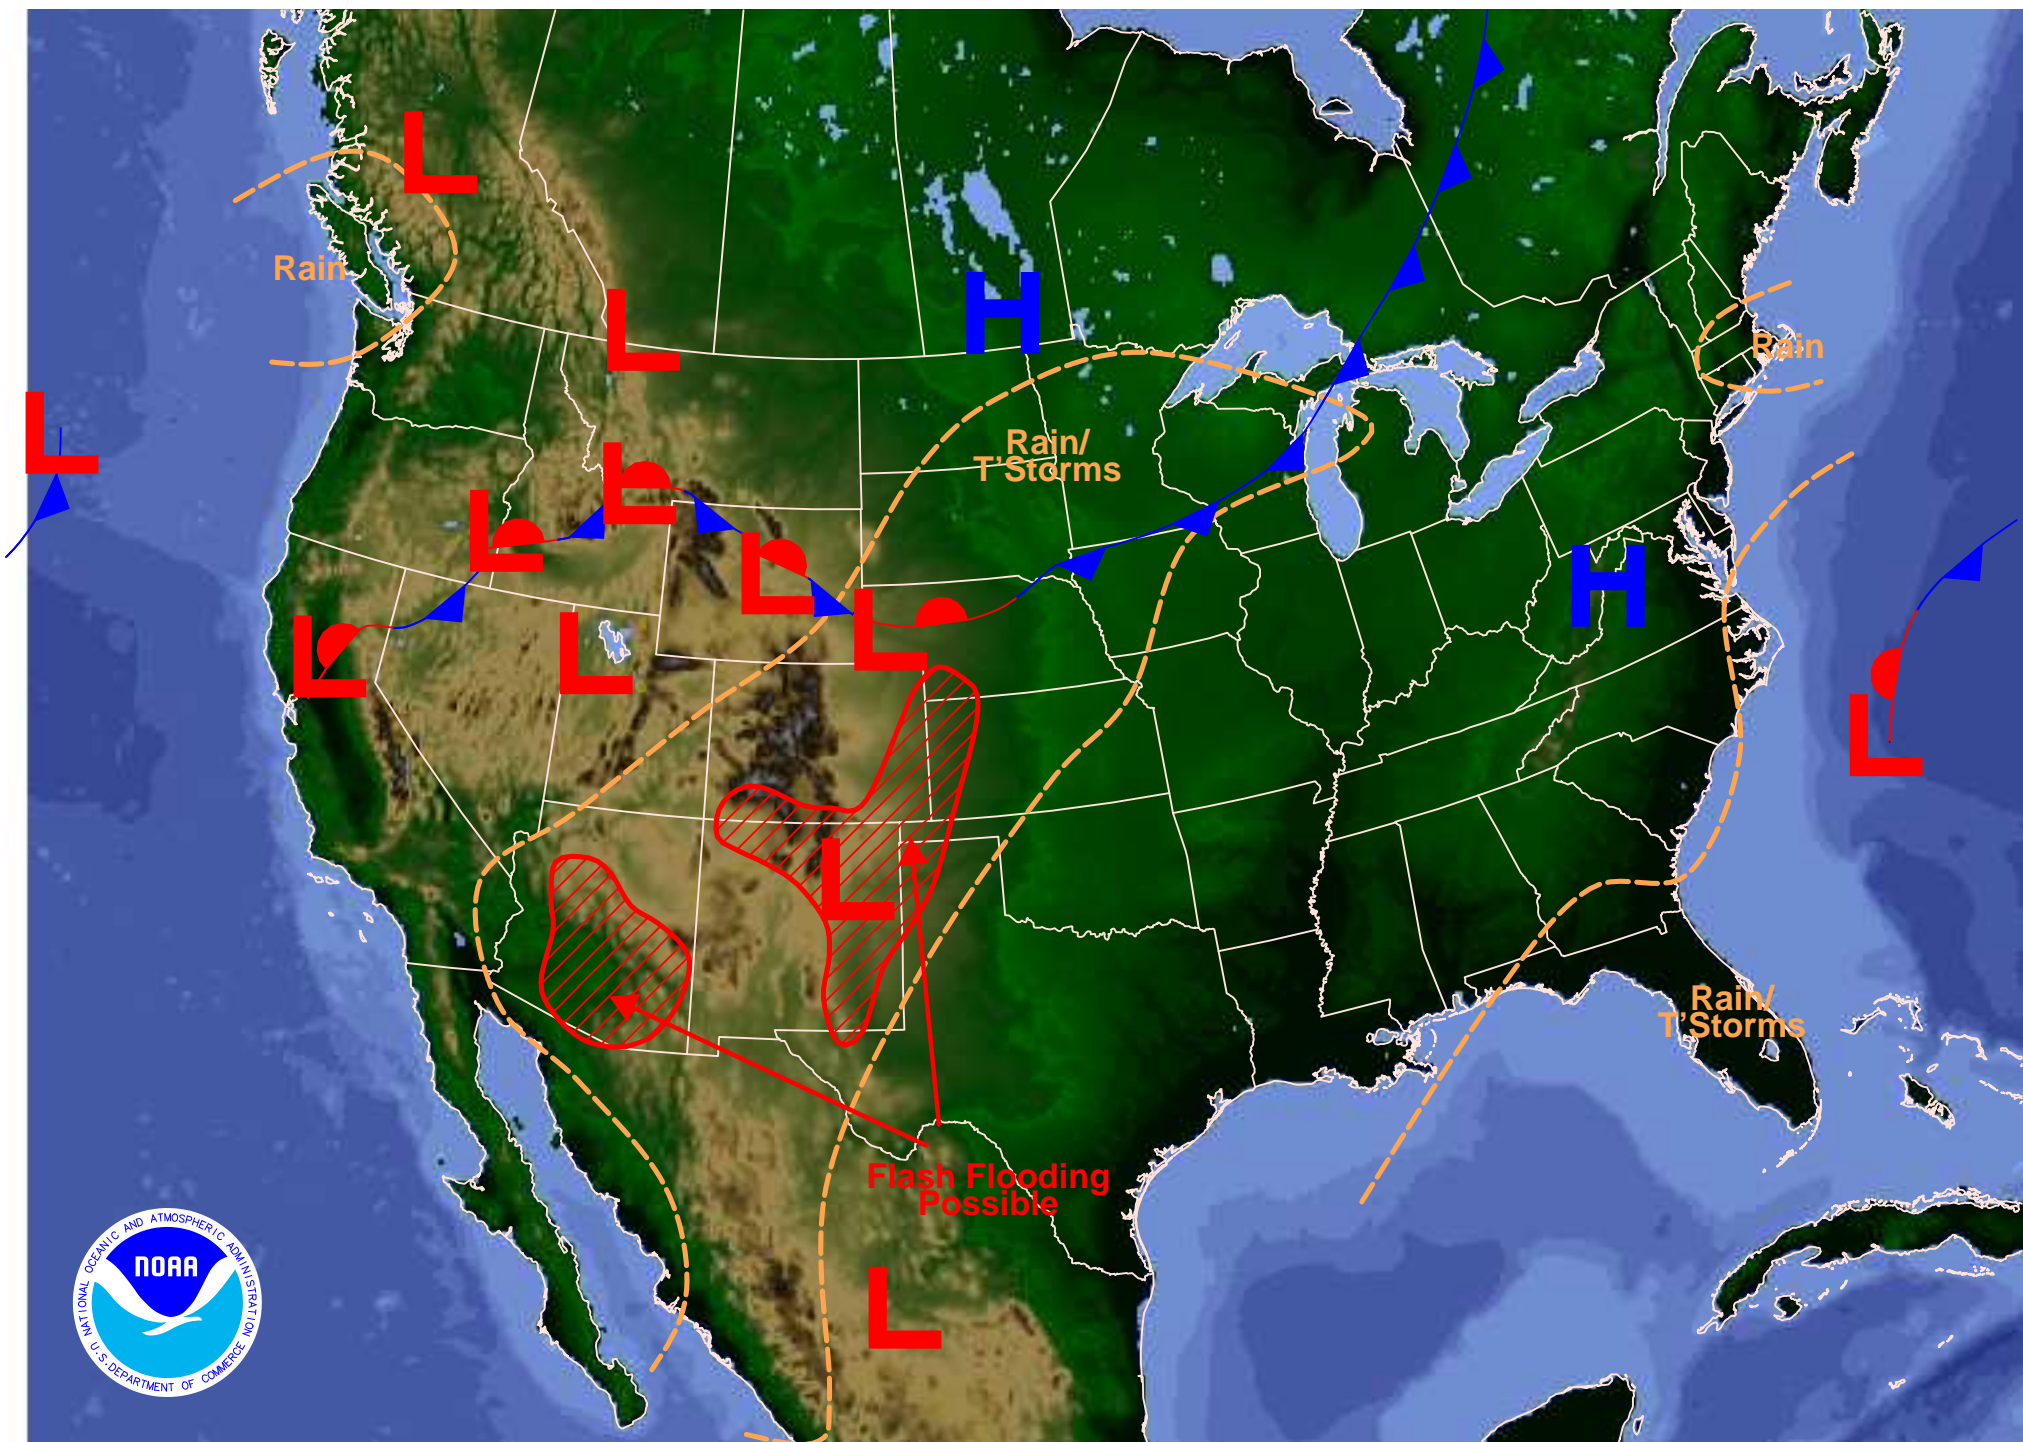 L
Rain
L
H
Rain
L
Rain/
T'Storms
L
L
L
H
L
L
L
L
L
L
Rain/
T'Storms
Flash Flooding
Possible
L
NATIONAL OCEANIC AND ATMOSPHERIC ADMINISTRATION
NOAA
U.S. DEPARTMENT OF COMMERCE